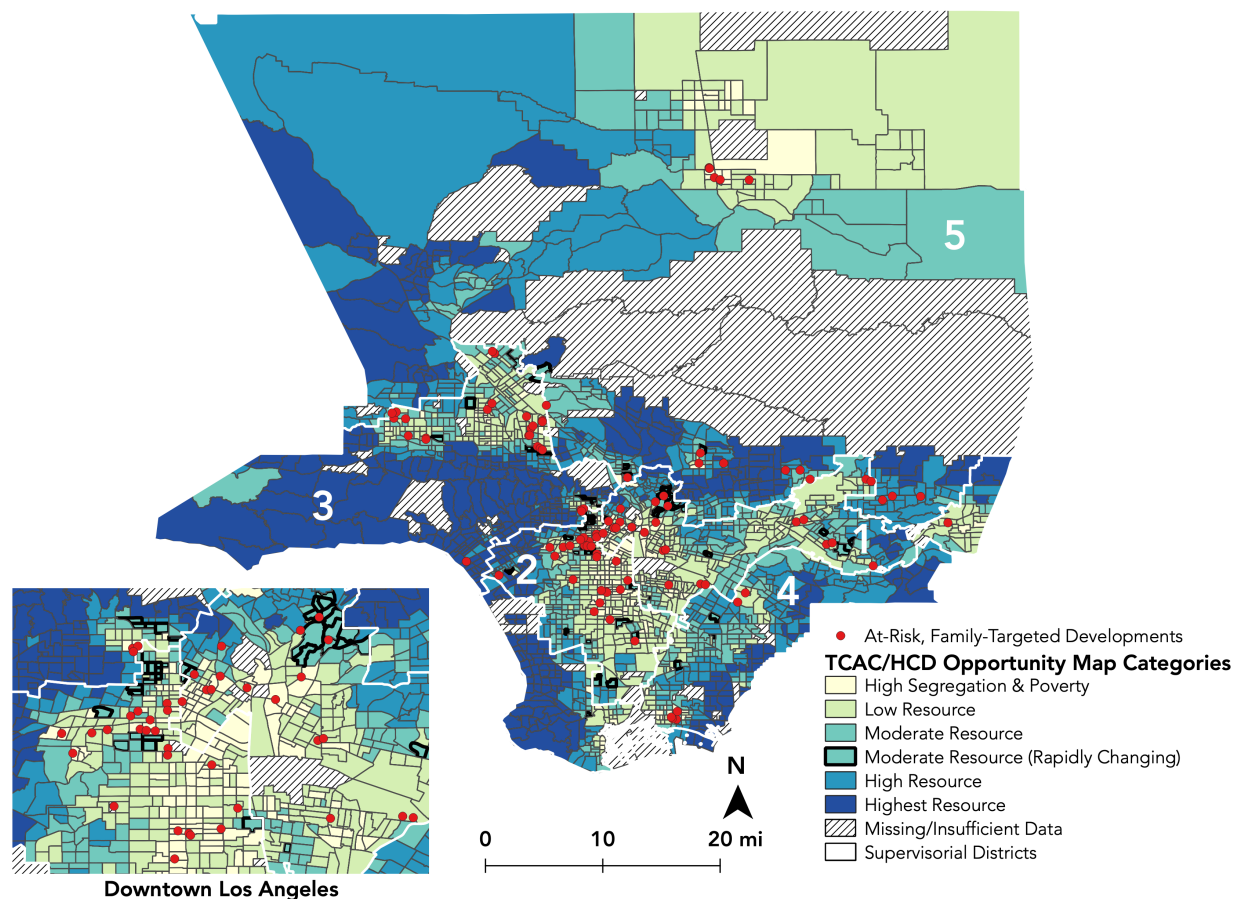 5
3
2
1
4
At-Risk, Family-Targeted Developments
TCAC/HCD Opportunity Map Categories
High Segregation & Poverty
Low Resource
Moderate Resource
Moderate Resource (Rapidly Changing)
High Resource
Highest Resource
Missing/Insufficient Data
Supervisorial Districts
N
0 10 20 mi
Downtown Los Angeles